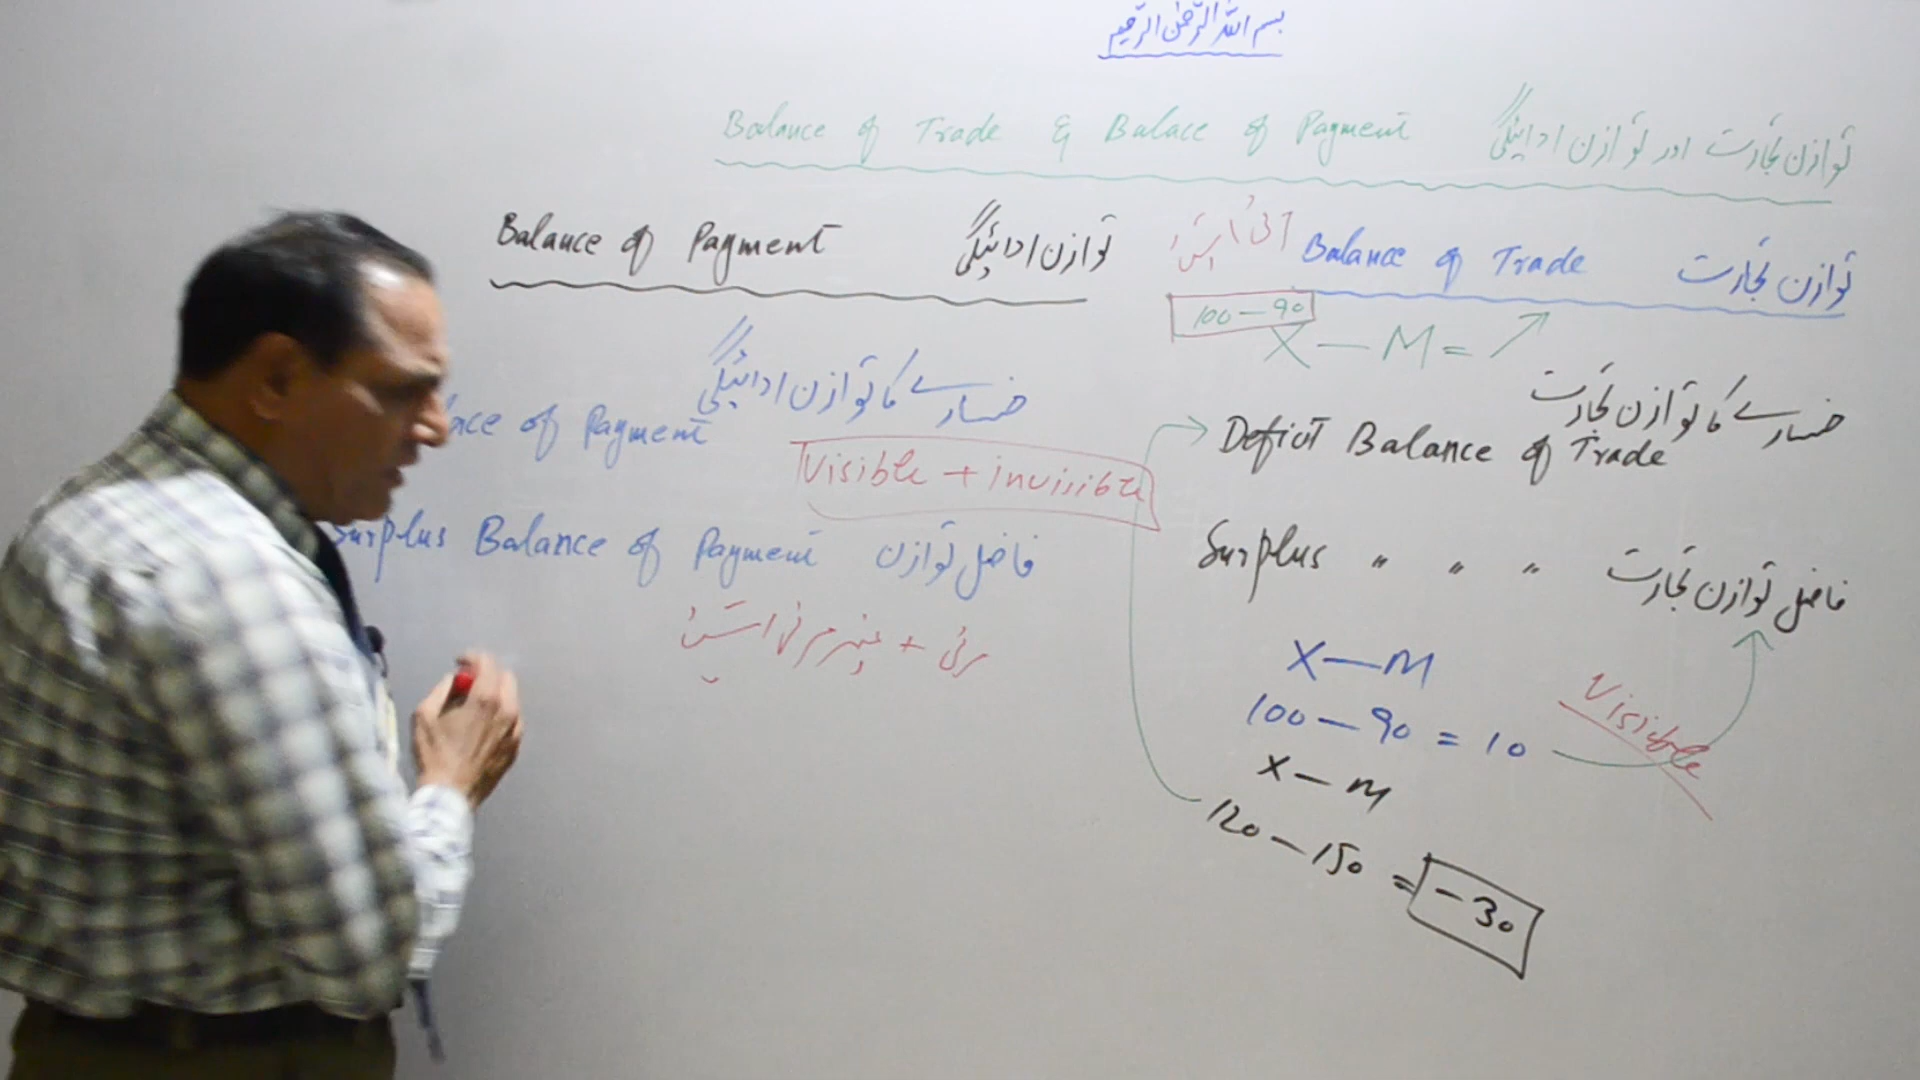 بسم اللہ الرحمٰن الرحیم
Balance of Trade & Balace of Payment توازن تجارت اور توازن ادائیگی
Balance of Payment توازن ادائیگی
Balance of Trade توازن تجارت
100 — 90
X — M =
خسارے کا توازن ادائیگی
of Payment
Visible + invisible
Surplus Balance of Payment فاضل توازن
خسارے کا توازن تجارت
Deficit Balance of Trade
Surplus " " " فاضل توازن تجارت
X — M
100 — 90 = 10
Visible
X — M
120 — 150 = -30